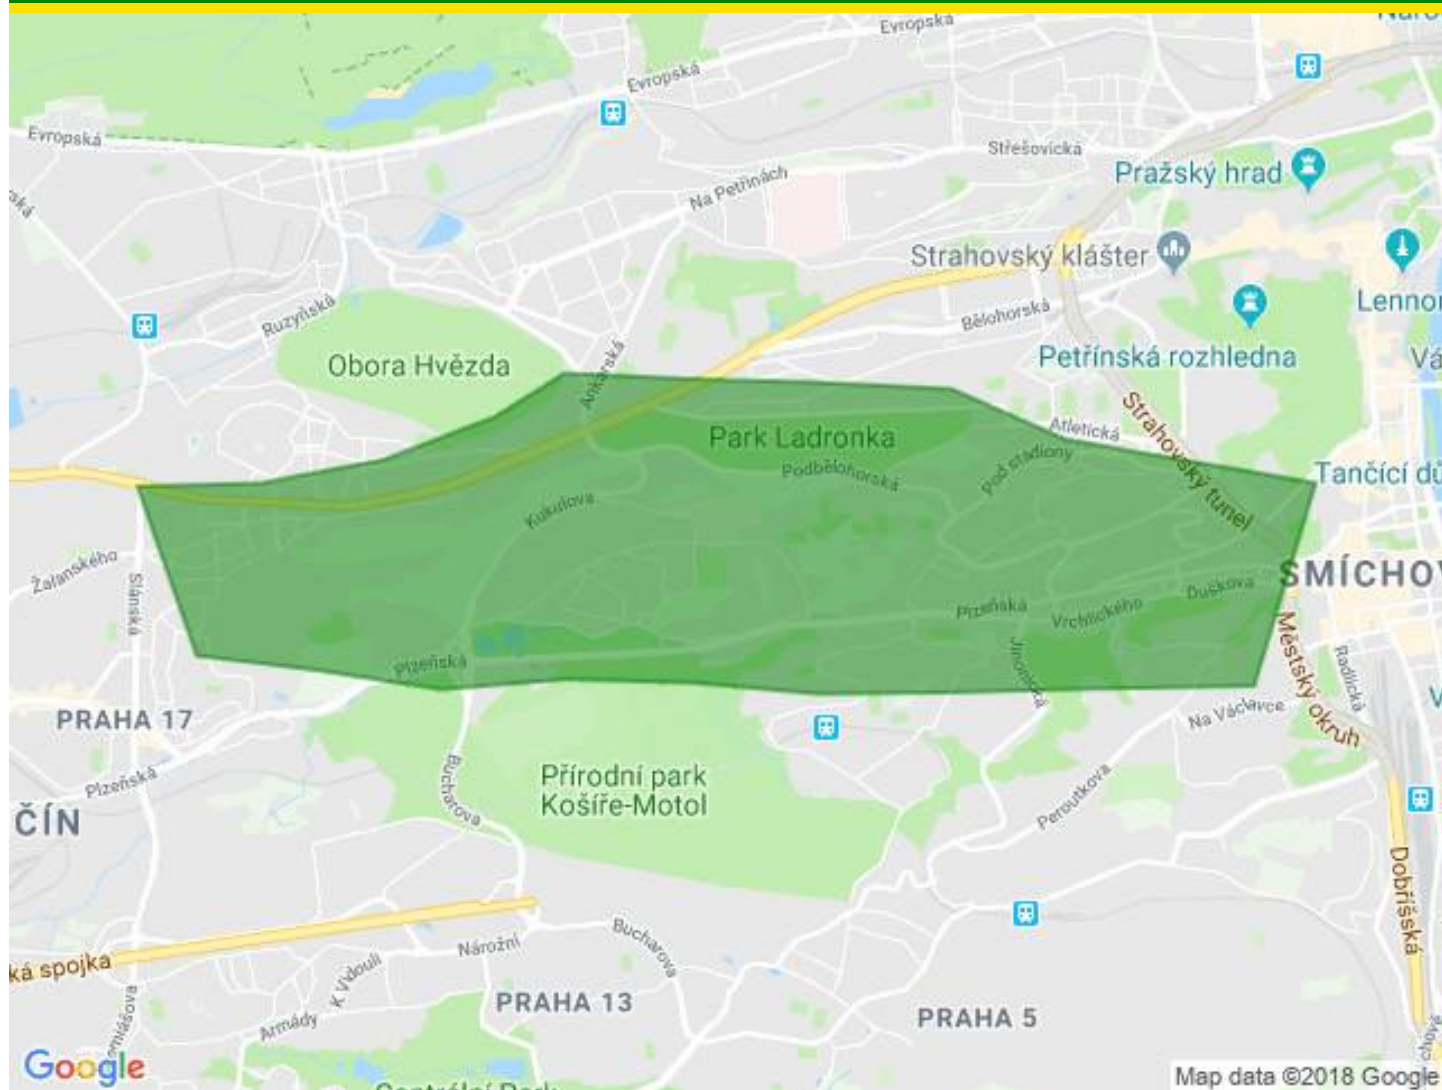 Evropská
Evropská
Evropská
Střešovická
Pražský hrad
Na Petřinách
Strahovský klášter
Lennon
Ruzyňská
Bělohorská
Obora Hvězda
Petřínská rozhledna
Ankarská
Strahovský tunel
Atletická
Park Ladronka
Podbělohorská
Pod stadiony
Tančící dů
Kukulova
Žalanského
Slánská
SMÍCHOV
Duškova
Plzeňská
Vrchlického
Městský okruh
Plzeňská
Jinonická
Radlická
PRAHA 17
Na Václavce
Plzeňská
Bucharova
Přírodní park
Košíře-Motol
Peroutkova
ČÍN
Dobříšská
Bucharova
Nárožní
ká spojka
K Vidouli
PRAHA 13
PRAHA 5
Armády
Google
Map data ©2018 Google